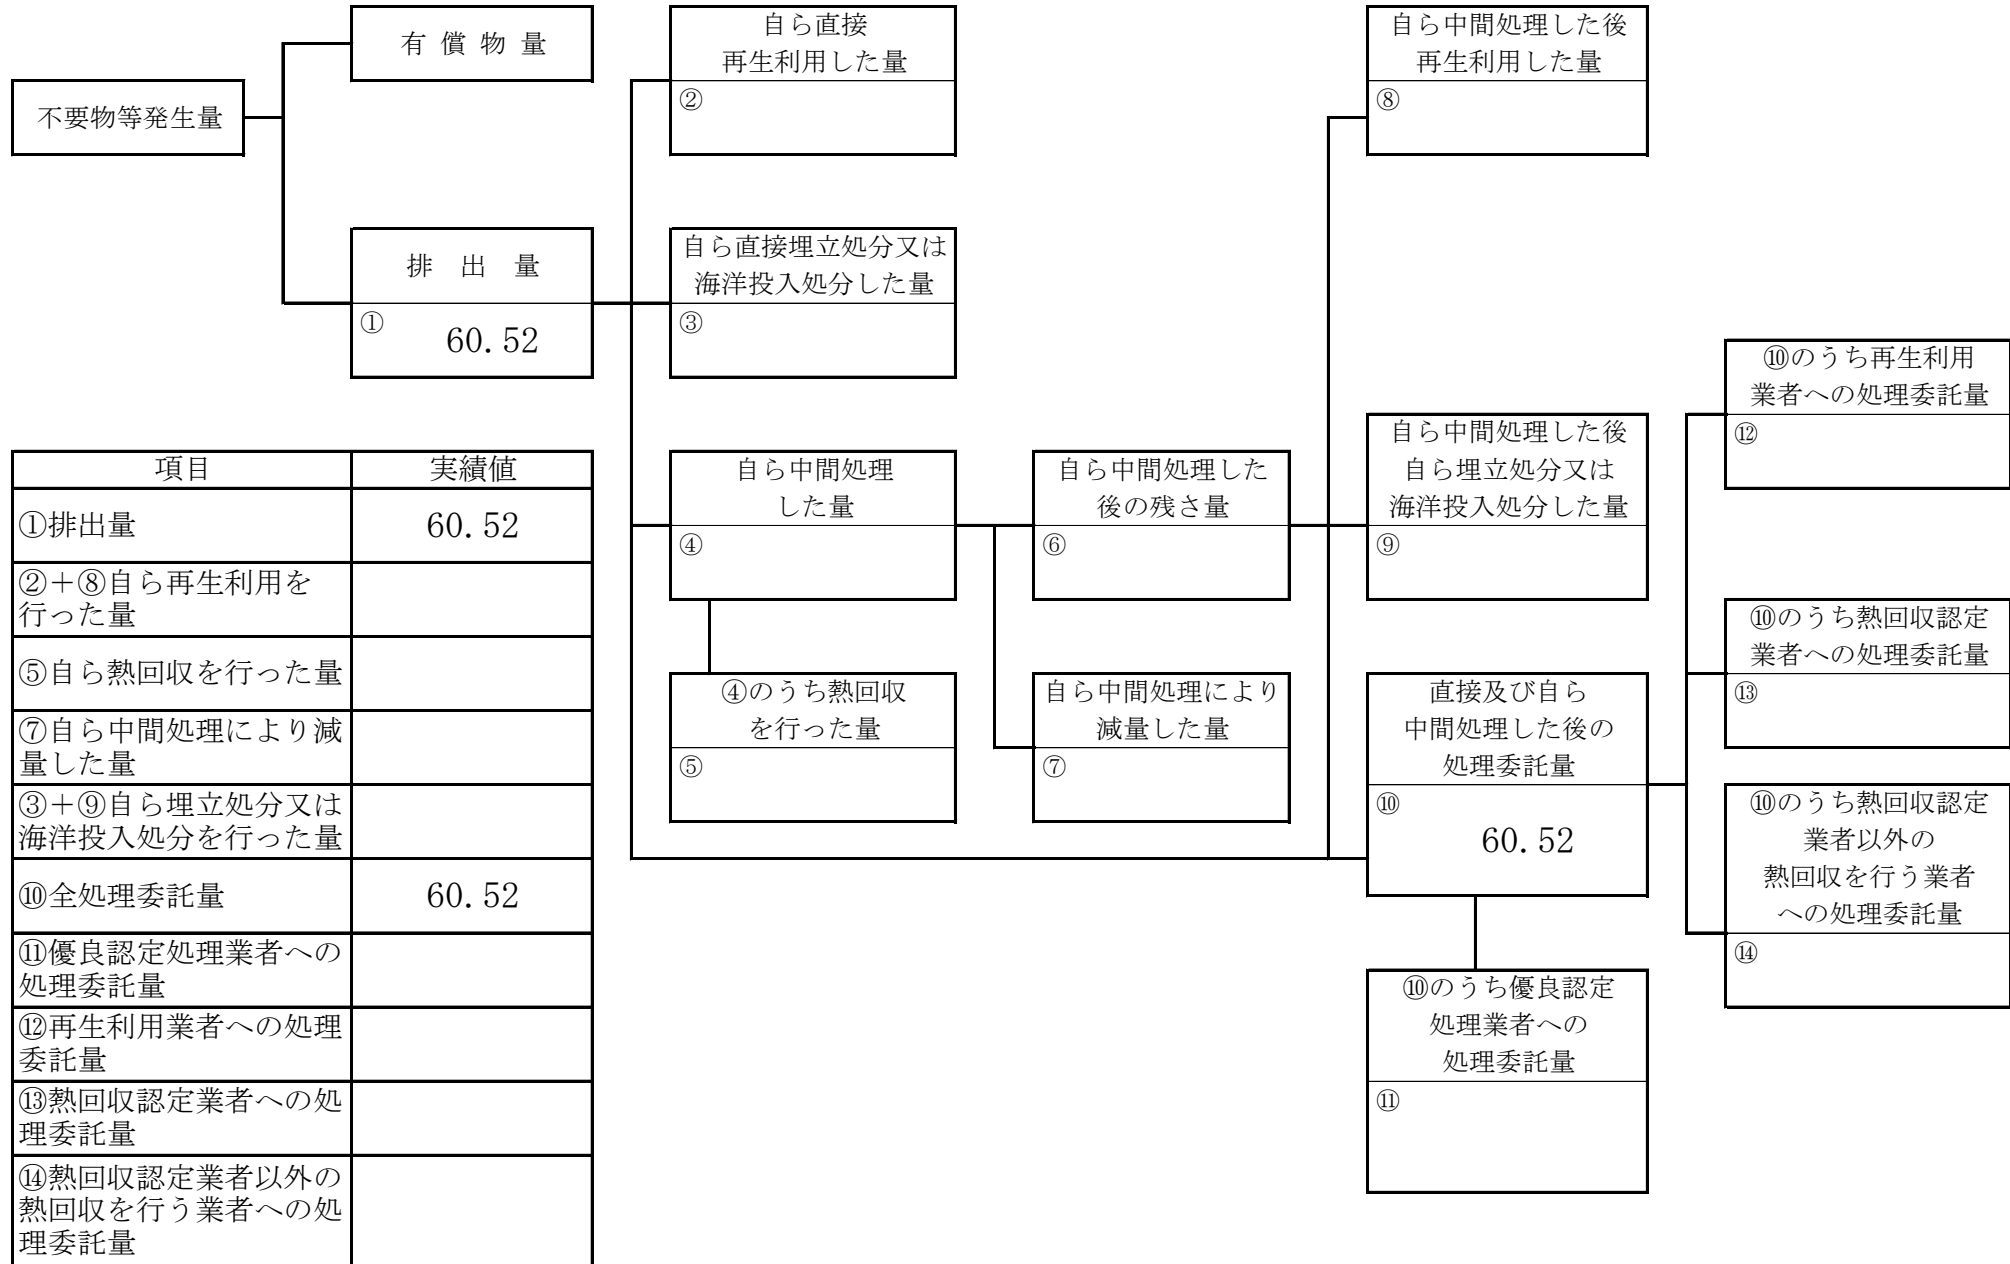 不要物等発生量
有 償 物 量
排 出 量
①
60.52
自ら直接
再生利用した量
②
自ら直接埋立処分又は
海洋投入処分した量
③
自ら中間処理
した量
④
④のうち熱回収
を行った量
⑤
自ら中間処理した
後の残さ量
⑥
自ら中間処理により
減量した量
⑦
自ら中間処理した後
再生利用した量
⑧
自ら中間処理した後
自ら埋立処分又は
海洋投入処分した量
⑨
直接及び自ら
中間処理した後の
処理委託量
⑩
60.52
⑩のうち優良認定
処理業者への
処理委託量
⑪
⑩のうち再生利用
業者への処理委託量
⑫
⑩のうち熱回収認定
業者への処理委託量
⑬
⑩のうち熱回収認定
業者以外の
熱回収を行う業者
への処理委託量
⑭
項目 実績値
①排出量 60.52
②＋⑧自ら再生利用を
行った量
⑤自ら熱回収を行った量
⑦自ら中間処理により減
量した量
③＋⑨自ら埋立処分又は
海洋投入処分を行った量
⑩全処理委託量 60.52
⑪優良認定処理業者への
処理委託量
⑫再生利用業者への処理
委託量
⑬熱回収認定業者への処
理委託量
⑭熱回収認定業者以外の
熱回収を行う業者への処
理委託量